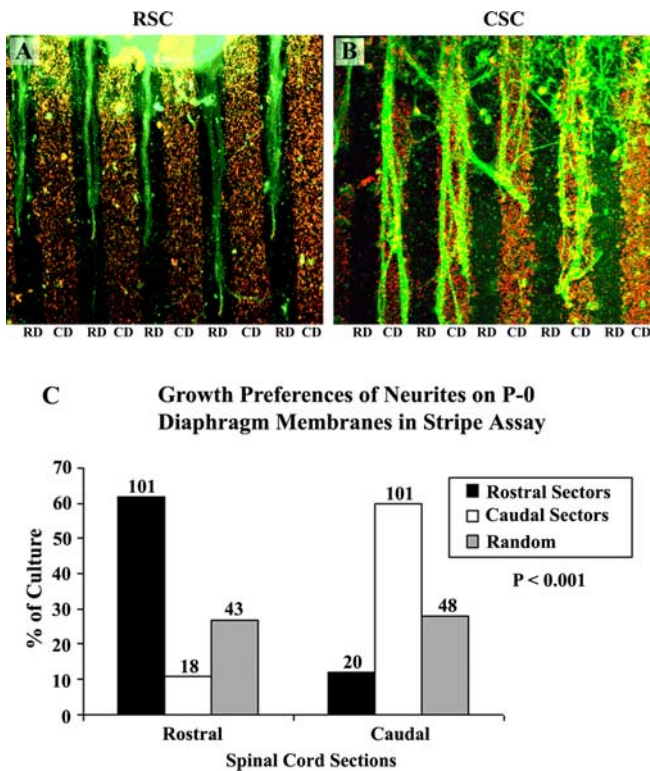 RSC CSC
A B
RD CD RD CD RD CD RD CD RD CD
RD CD RD CD RD CD RD CD RD CD
C Growth Preferences of Neurites on P-0
Diaphragm Membranes in Stripe Assay
% of Culture
70
60
50
40
30
20
10
0
101
18
43
20
101
48
Rostral Sectors
Caudal Sectors
Random
P < 0.001
Rostral Caudal
Spinal Cord Sections